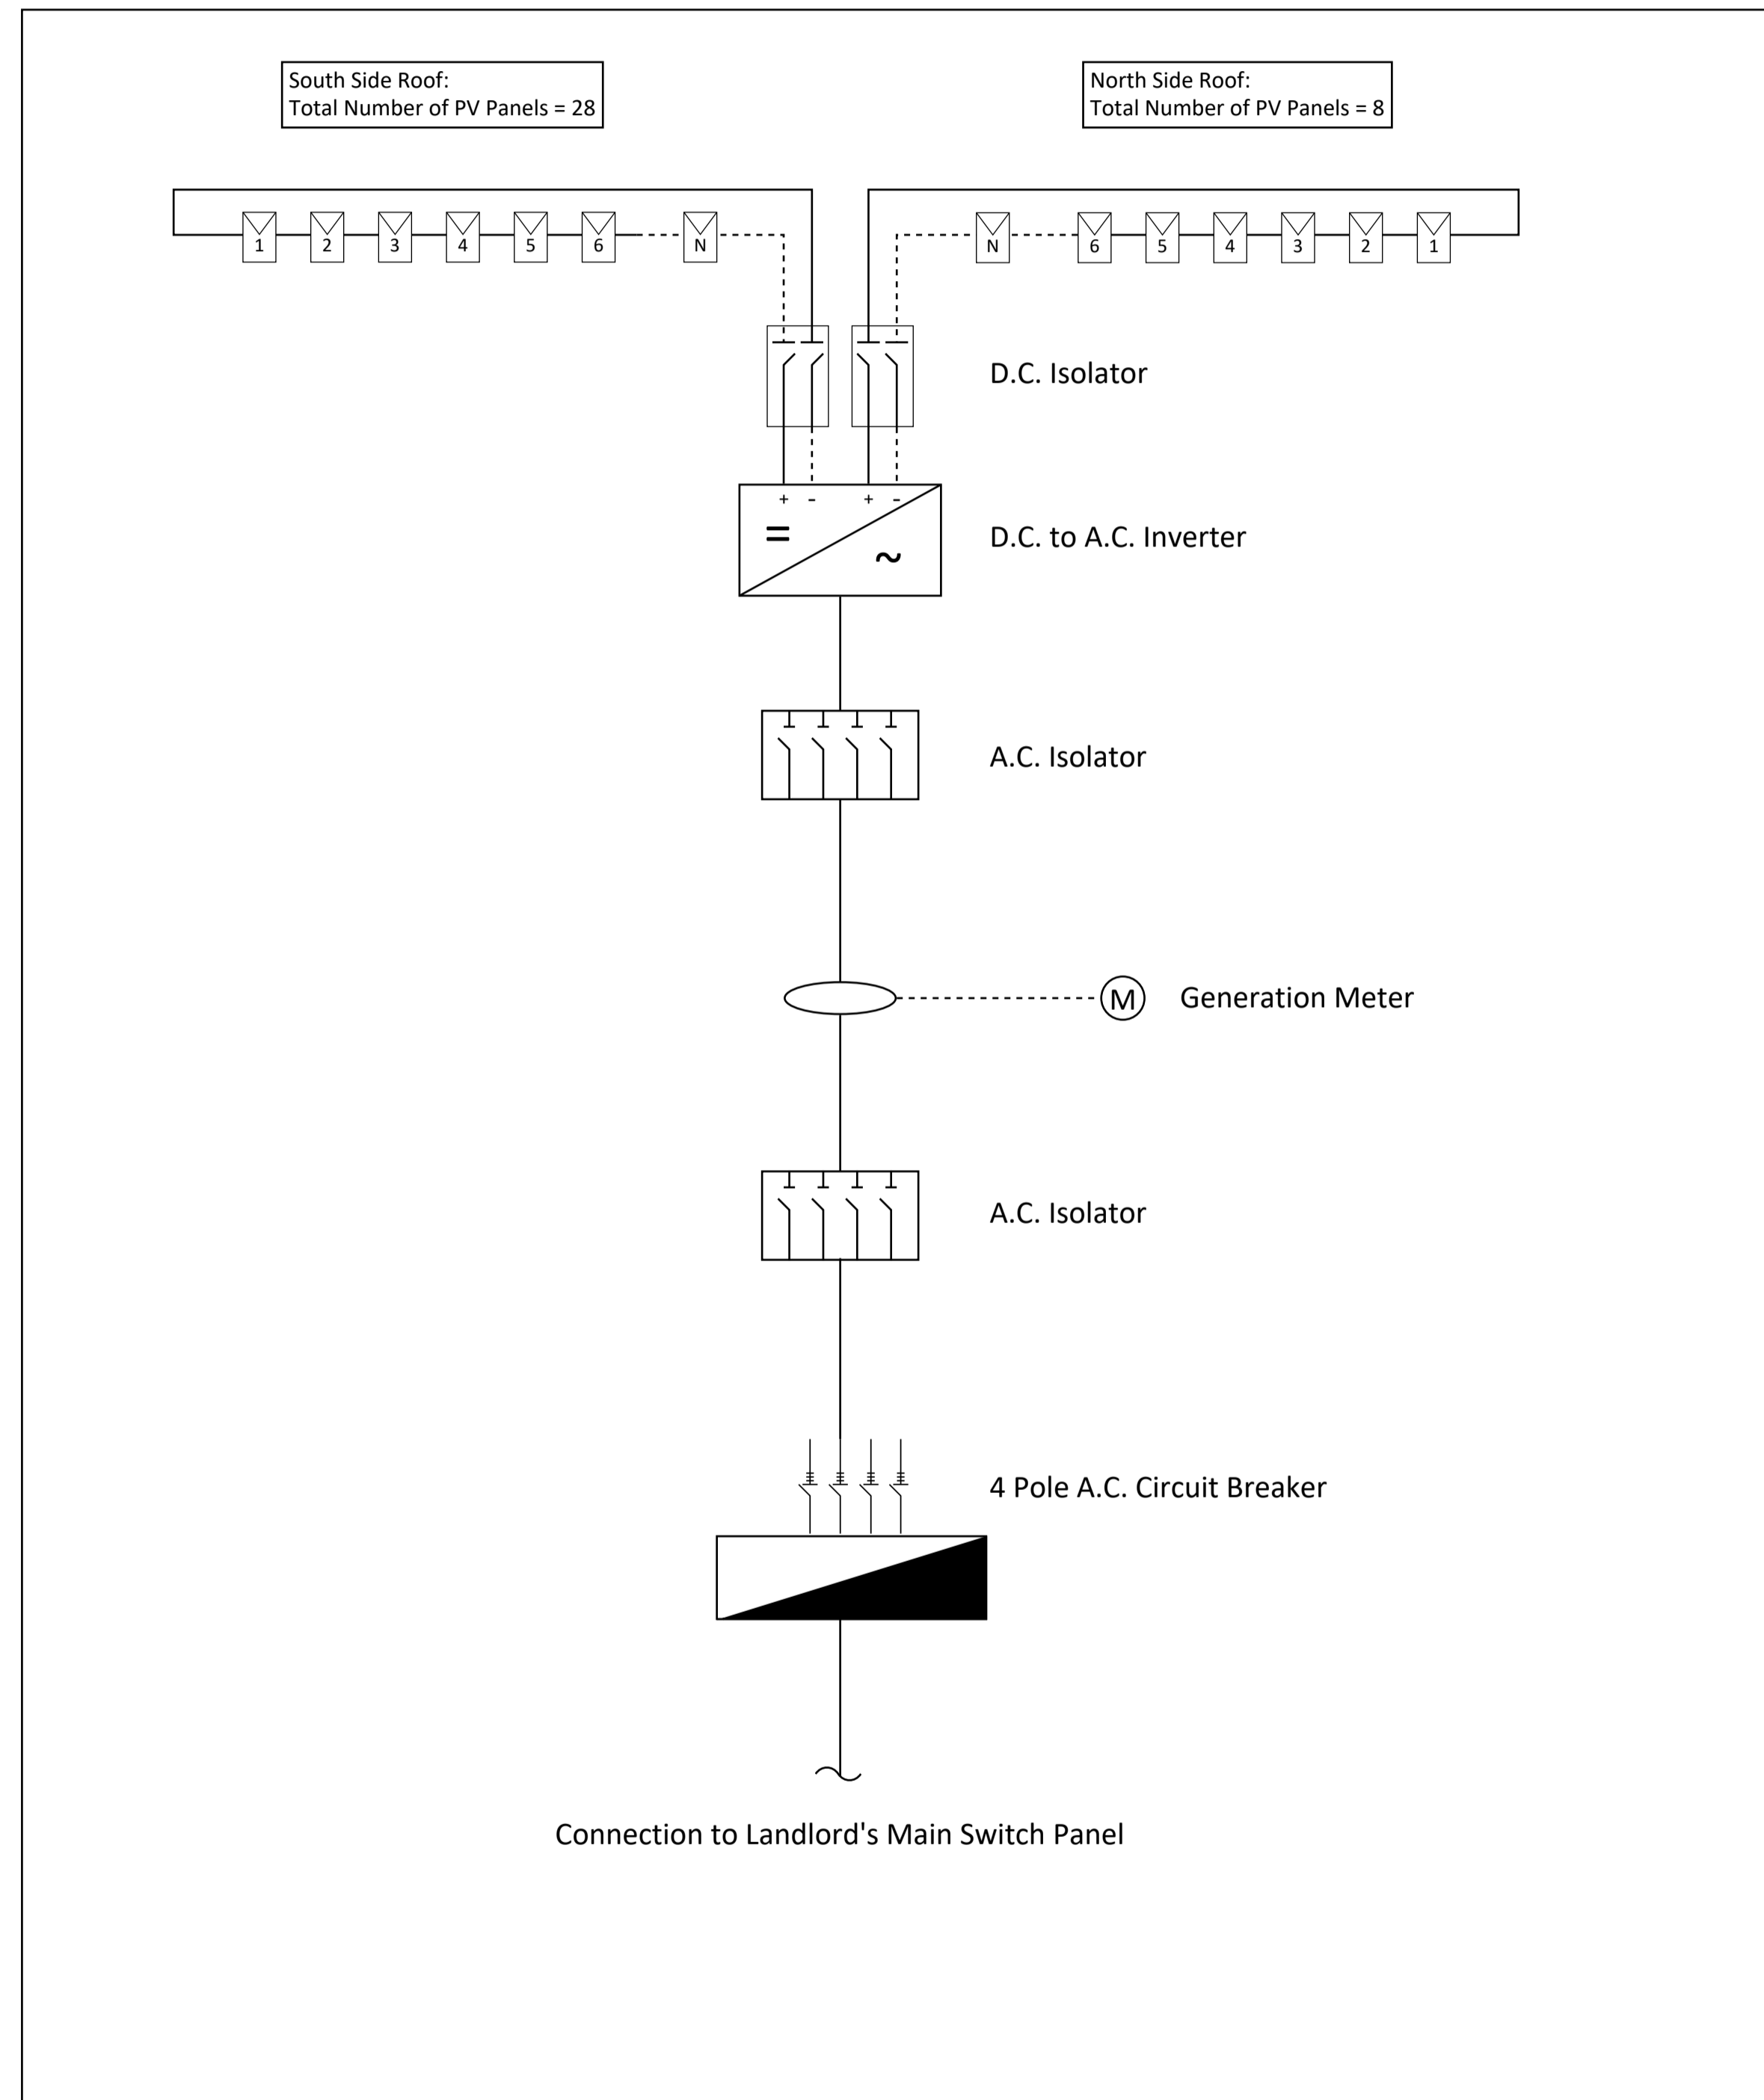 South Side Roof:
Total Number of PV Panels = 28
North Side Roof:
Total Number of PV Panels = 8
1 2 3 4 5 6 N
N 6 5 4 3 2 1
D.C. Isolator
+ - + -
= ~
D.C. to A.C. Inverter
A.C. Isolator
M Generation Meter
A.C. Isolator
4 Pole A.C. Circuit Breaker
Connection to Landlord's Main Switch Panel